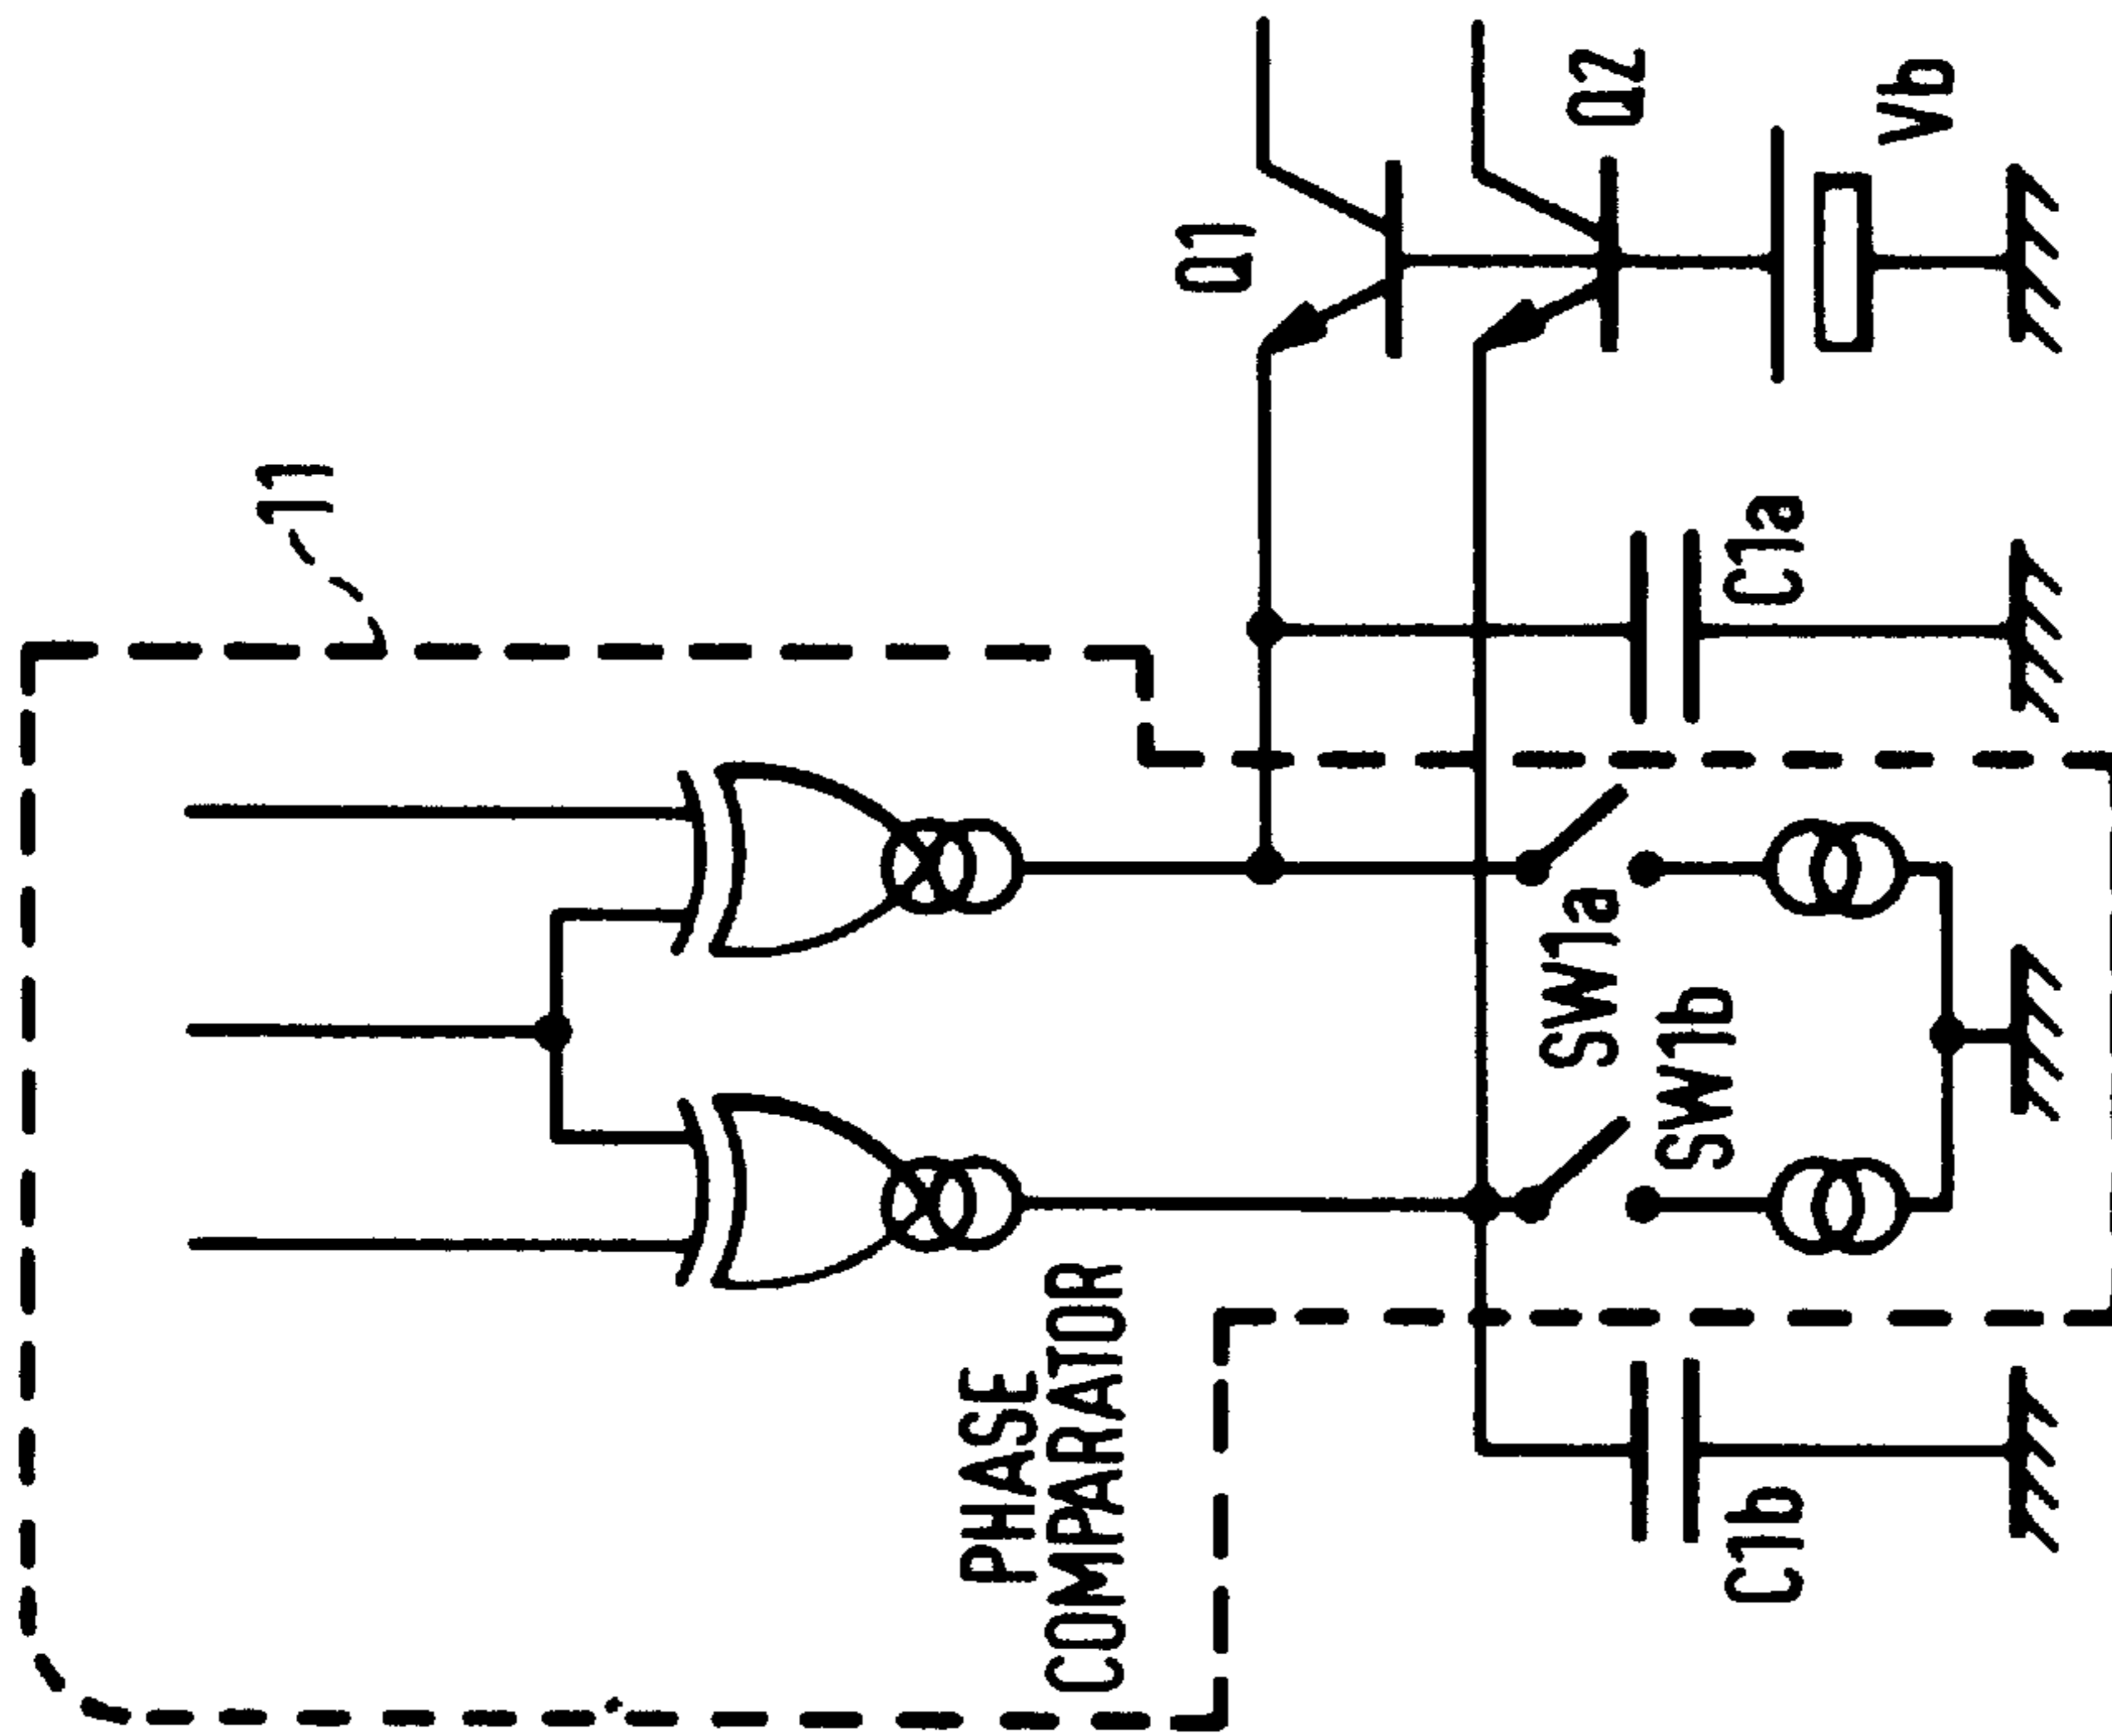 11
PHASE
COMPARATOR
Q1
Q2
Vb
C1a
SW1a
SW1b
C1b